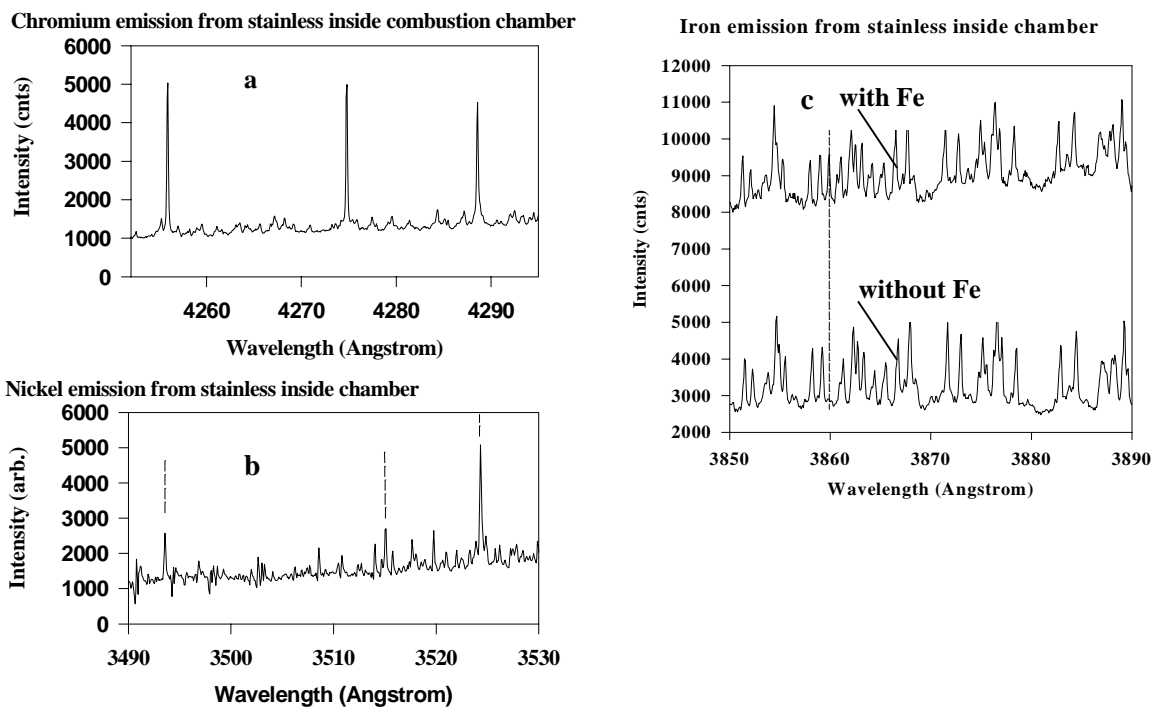 Chromium emission from stainless inside combustion chamber
6000
5000
4000
3000
2000
1000
0
Intensity (cnts)
a
4260 4270 4280 4290
Wavelength (Angstrom)
Nickel emission from stainless inside chamber
6000
5000
4000
3000
2000
1000
0
Intensity (arb.)
b
3490 3500 3510 3520 3530
Wavelength (Angstrom)
Iron emission from stainless inside chamber
12000
11000
10000
9000
8000
7000
6000
5000
4000
3000
2000
Intensity (cnts)
c with Fe
without Fe
3850 3860 3870 3880 3890
Wavelength (Angstrom)